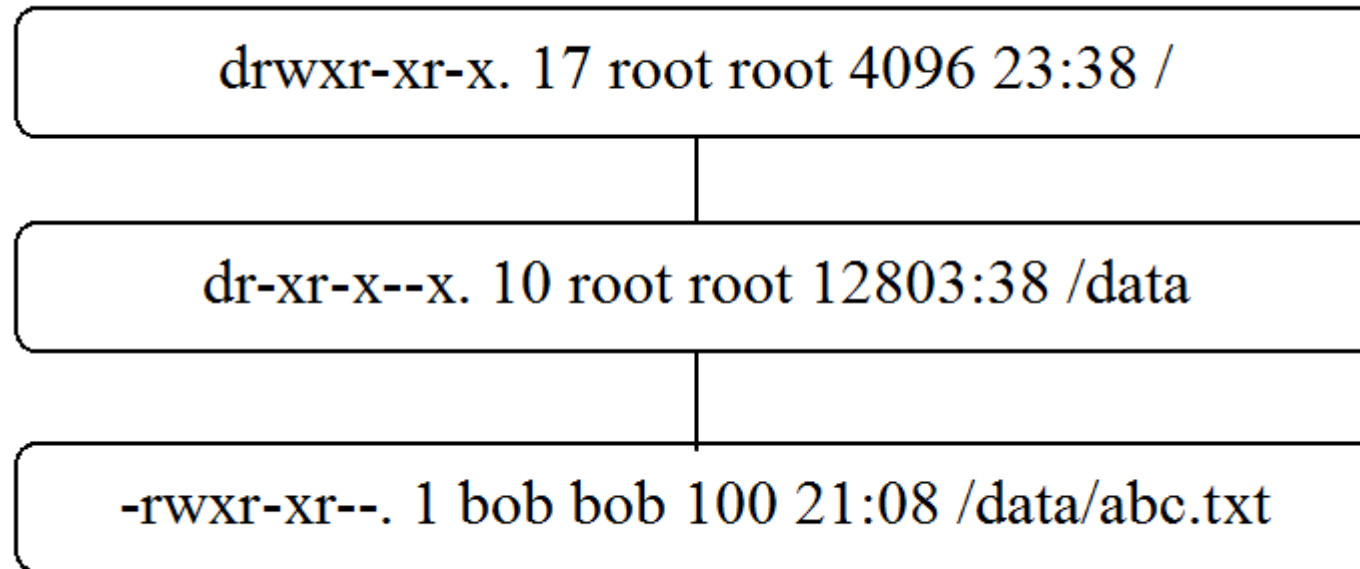 drwxr-xr-x. 17 root root 4096 23:38 /
dr-xr-x--x. 10 root root 12803:38 /data
-rwxr-xr--. 1 bob bob 100 21:08 /data/abc.txt